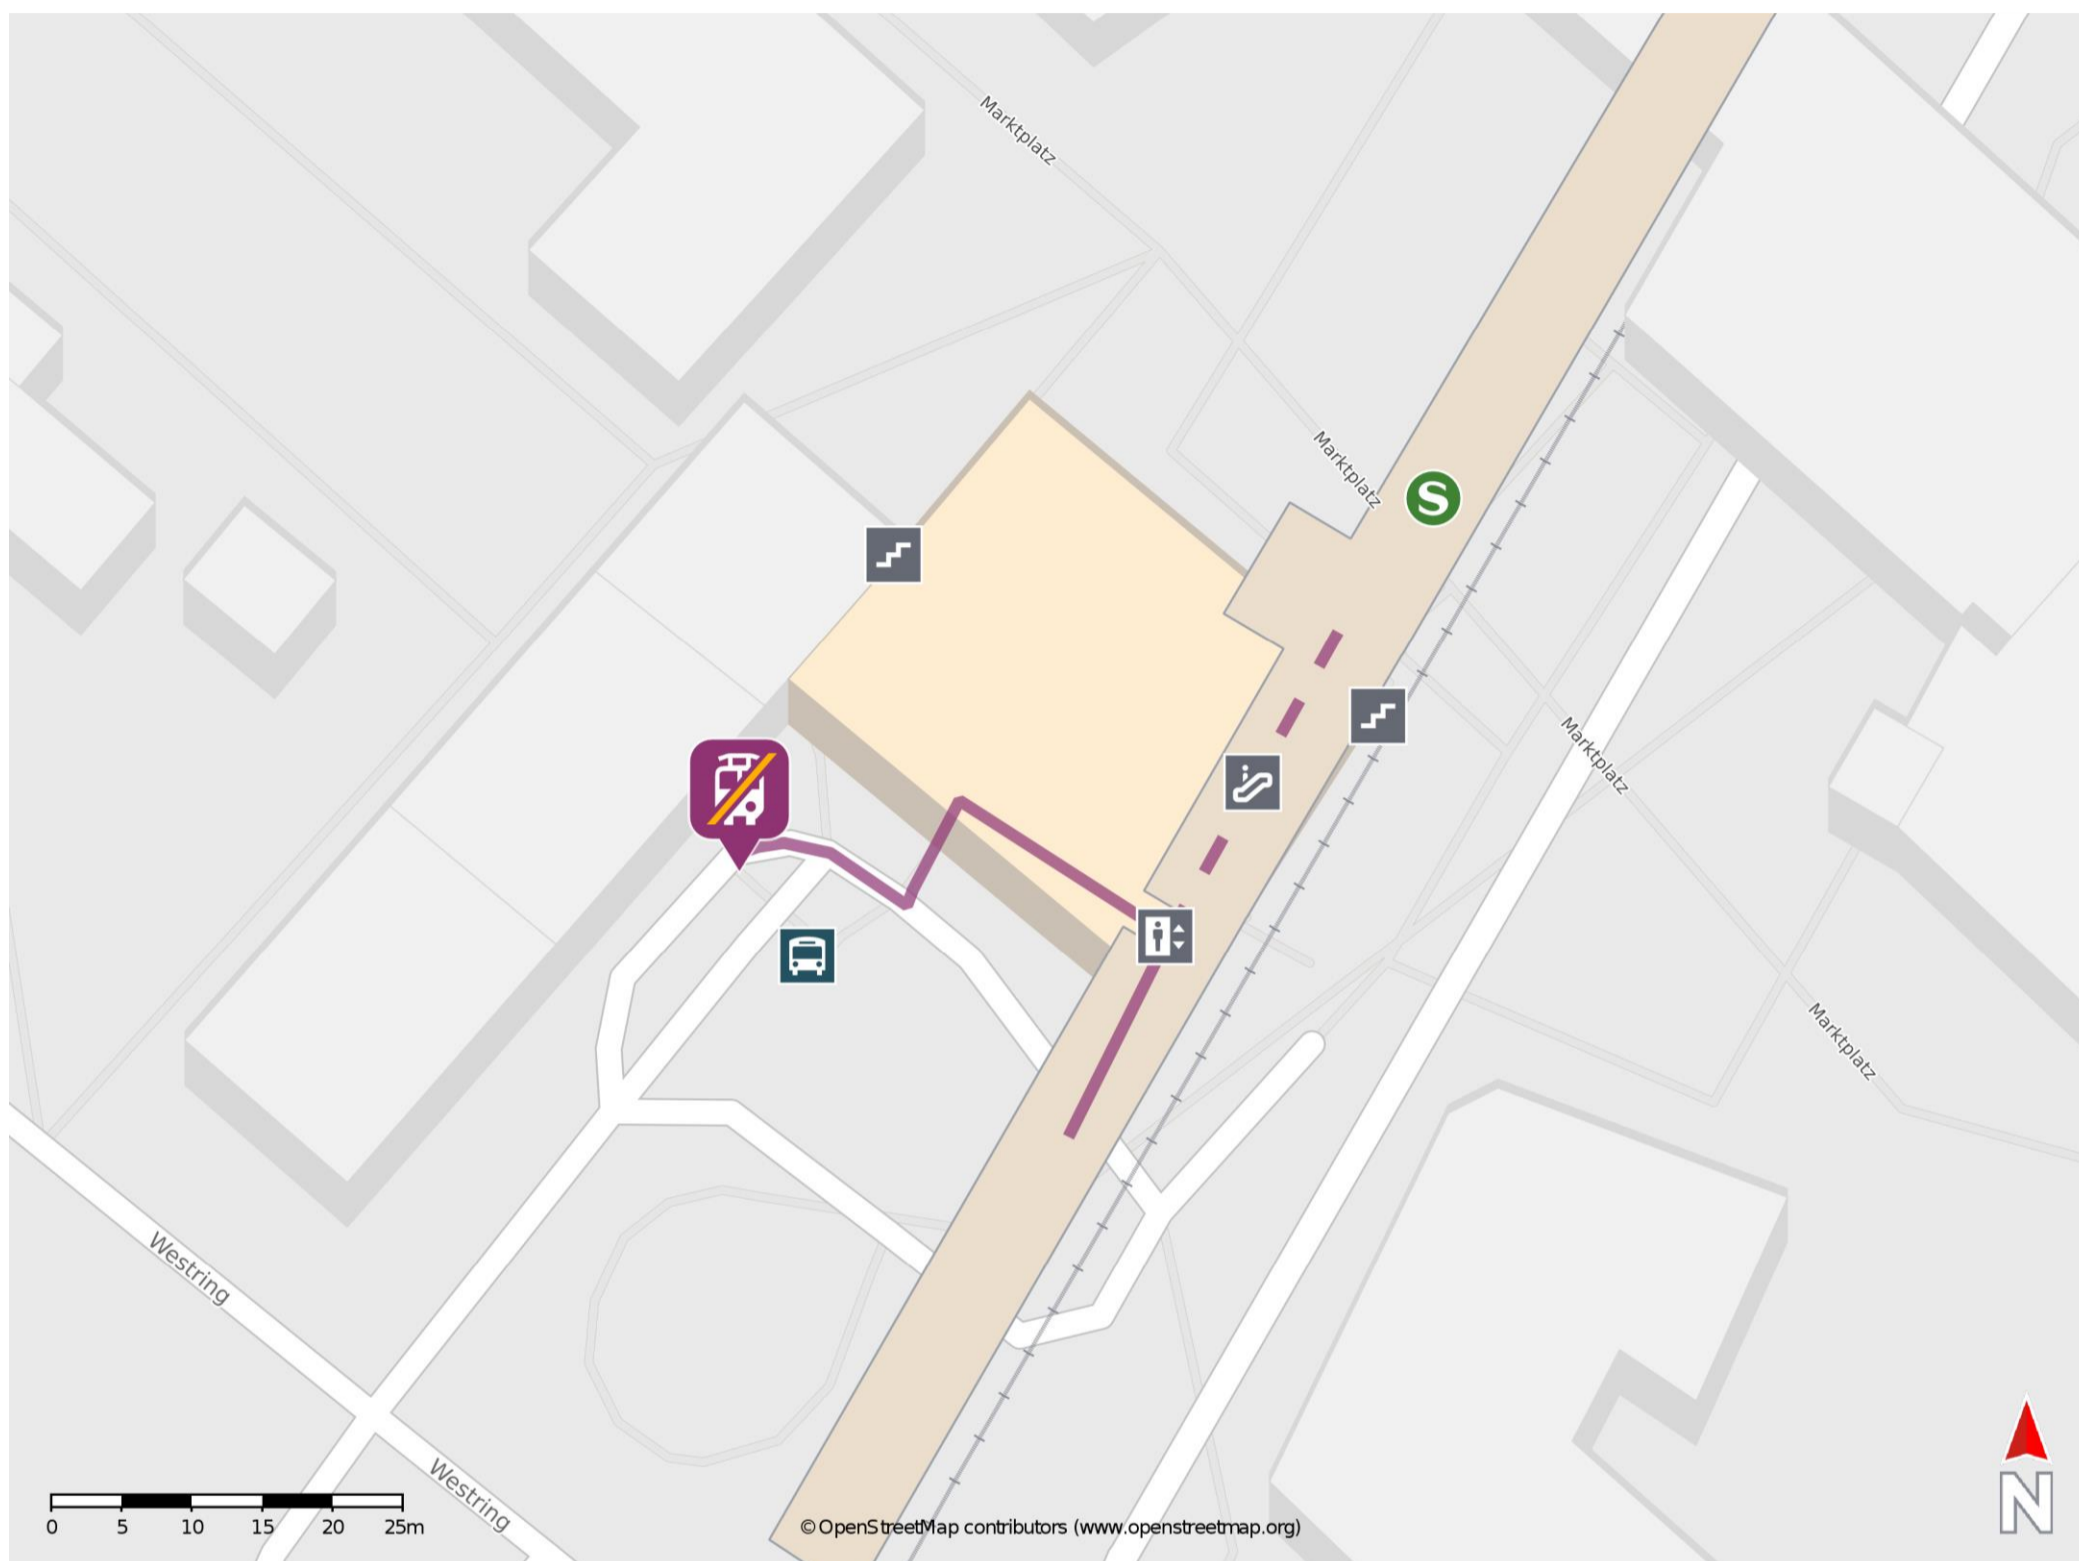 Marktplatz
Marktplatz
S
Marktplatz
Marktplatz
Westring
Westring
0 5 10 15 20 25m
© OpenStreetMap contributors (www.openstreetmap.org)
N